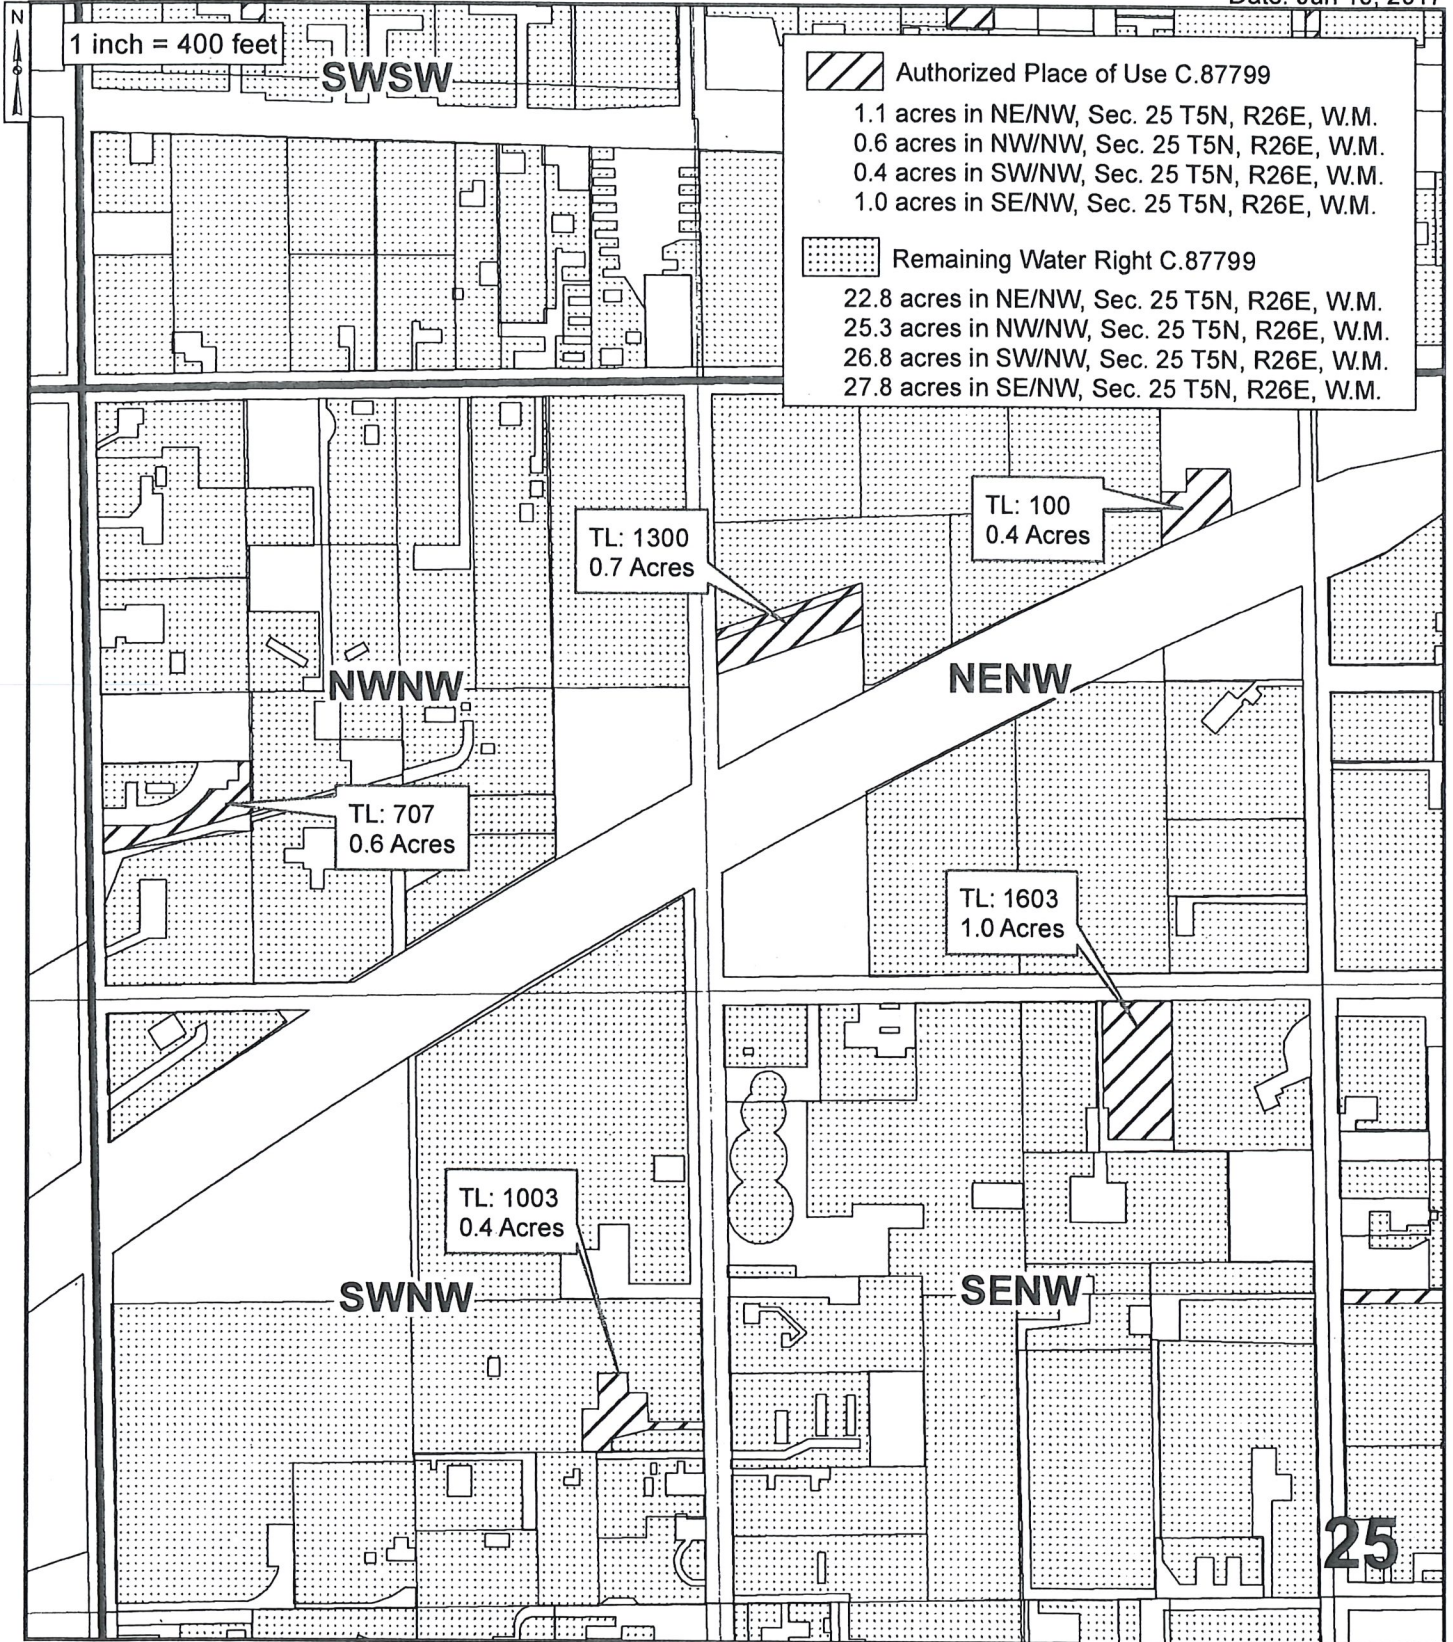 N
1 inch = 400 feet
SWSW
Authorized Place of Use C.87799
1.1 acres in NE/NW, Sec. 25 T5N, R26E, W.M.
0.6 acres in NW/NW, Sec. 25 T5N, R26E, W.M.
0.4 acres in SW/NW, Sec. 25 T5N, R26E, W.M.
1.0 acres in SE/NW, Sec. 25 T5N, R26E, W.M.
Remaining Water Right C.87799
22.8 acres in NE/NW, Sec. 25 T5N, R26E, W.M.
25.3 acres in NW/NW, Sec. 25 T5N, R26E, W.M.
26.8 acres in SW/NW, Sec. 25 T5N, R26E, W.M.
27.8 acres in SE/NW, Sec. 25 T5N, R26E, W.M.
TL: 100
0.4 Acres
TL: 1300
0.7 Acres
NWNW
NENW
TL: 707
0.6 Acres
TL: 1603
1.0 Acres
TL: 1003
0.4 Acres
SWNW
SENW
25